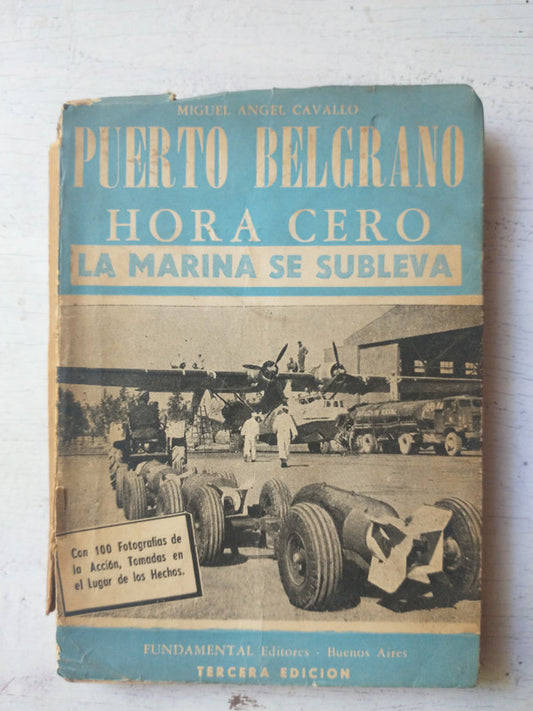 MIGUEL ANGEL CAVALLO
PUERTO BELGRANO
HORA CERO
LA MARINA SE SUBLEVA
Con 100 Fotografías de
la Acción, Tomadas en
el Lugar de los Hechos.
FUNDAMENTAL Editores - Buenos Aires
TERCERA EDICION